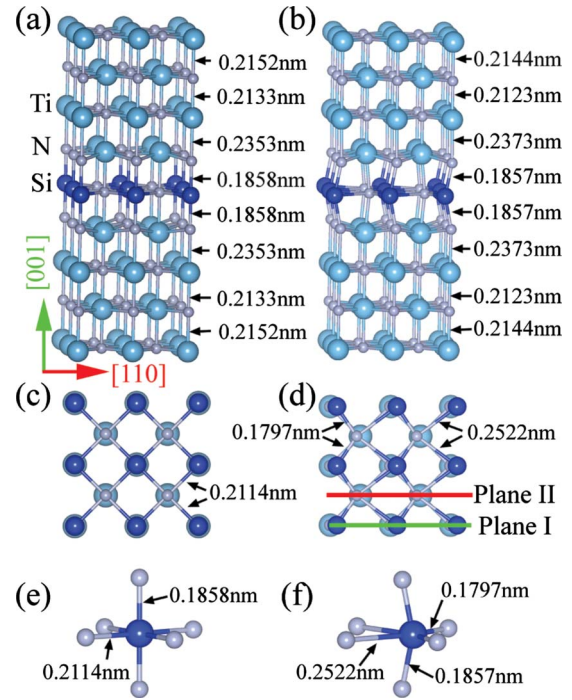 (a)
0.2152nm
0.2133nm
0.2353nm
0.1858nm
0.1858nm
0.2353nm
0.2133nm
0.2152nm
Ti
N
Si
[001]
[110]
(b)
0.2144nm
0.2123nm
0.2373nm
0.1857nm
0.1857nm
0.2373nm
0.2123nm
0.2144nm
(c)
0.2114nm
(d)
0.1797nm
0.2522nm
Plane II
Plane I
(e)
0.1858nm
0.2114nm
(f)
0.1797nm
0.2522nm
0.1857nm